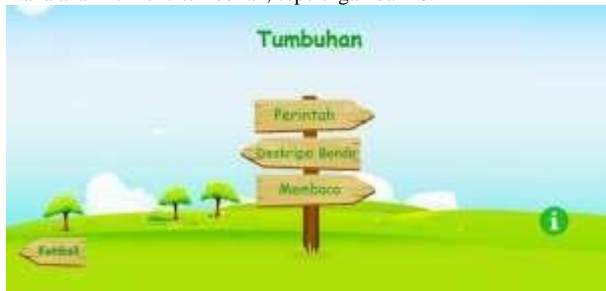 Tumbuhan
Perintah
Deskripsi Benda
Membaca
Kembali
i